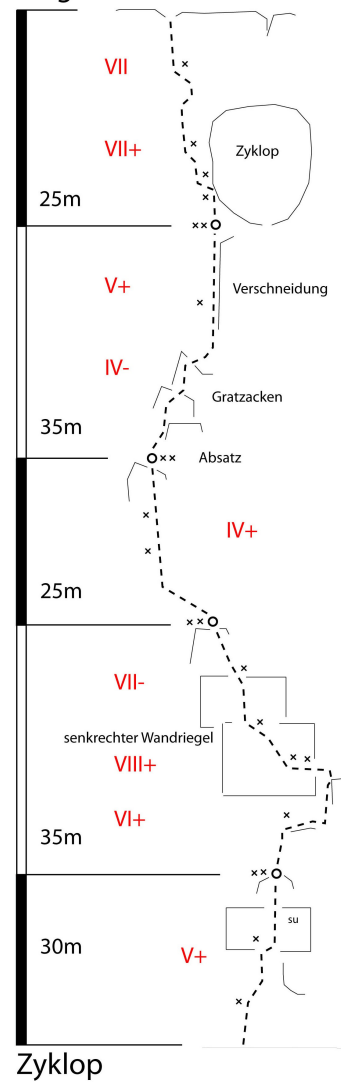 VII
VII+
Zyklop
25m
V+
Verschneidung
IV-
Gratzacken
35m
Absatz
IV+
25m
VII-
senkrechter Wandriegel
VIII+
VI+
35m
su
30m
V+
Zyklop